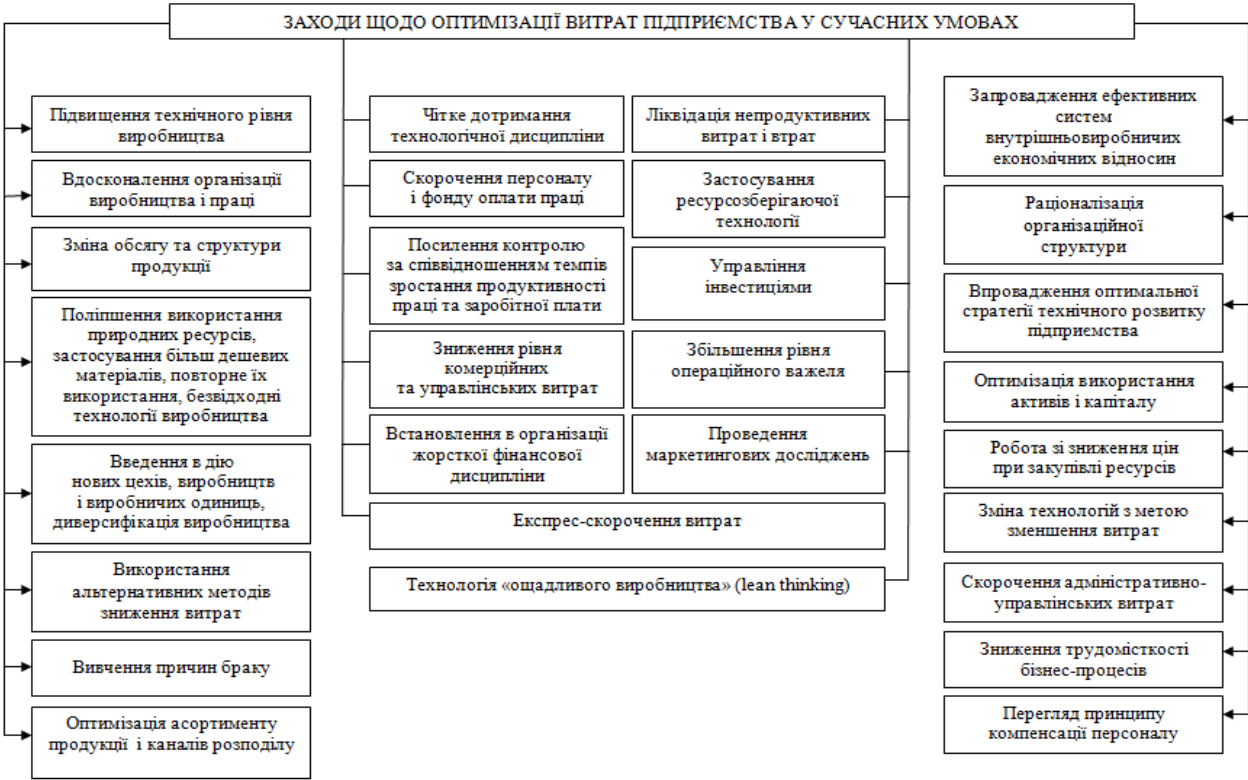 ЗАХОДИ ЩОДО ОПТИМІЗАЦІЇ ВИТРАТ ПІДПРИЄМСТВА У СУЧАСНИХ УМОВАХ
Підвищення технічного рівня
виробництва
Вдосконалення організації
виробництва і праці
Зміна обсягу та структури
продукції
Поліпшення використання
природних ресурсів,
застосування більш дешевих
матеріалів, повторне їх
використання, безвідходні
технології виробництва
Введення в дію
нових цехів, виробництв
і виробничих одиниць,
диверсифікація виробництва
Використання
альтернативних методів
зниження витрат
Вивчення причин браку
Оптимізація асортименту
продукції і каналів розподілу
Чітке дотримання
технологічної дисципліни
Скорочення персоналу
і фонду оплати праці
Посилення контролю
за співвідношенням темпів
зростання продуктивності
праці та заробітної плати
Зниження рівня
комерційних
та управлінських витрат
Встановлення в організації
жорсткої фінансової
дисципліни
Ліквідація непродуктивних
витрат і втрат
Застосування
ресурсозберігаючої
технології
Управління
інвестиціями
Збільшення рівня
операційного важеля
Проведення
маркетингових досліджень
Експрес-скорочення витрат
Технологія «ощадливого виробництва» (lean thinking)
Запровадження ефективних
систем
внутрішньовиробничих
економічних відносин
Раціоналізація
організаційної
структури
Впровадження оптимальної
стратегії технічного розвитку
підприємства
Оптимізація використання
активів і капіталу
Робота зі зниження цін
при закупівлі ресурсів
Зміна технологій з метою
зменшення витрат
Скорочення адміністративно-
управлінських витрат
Зниження трудомісткості
бізнес-процесів
Перегляд принципу
компенсації персоналу